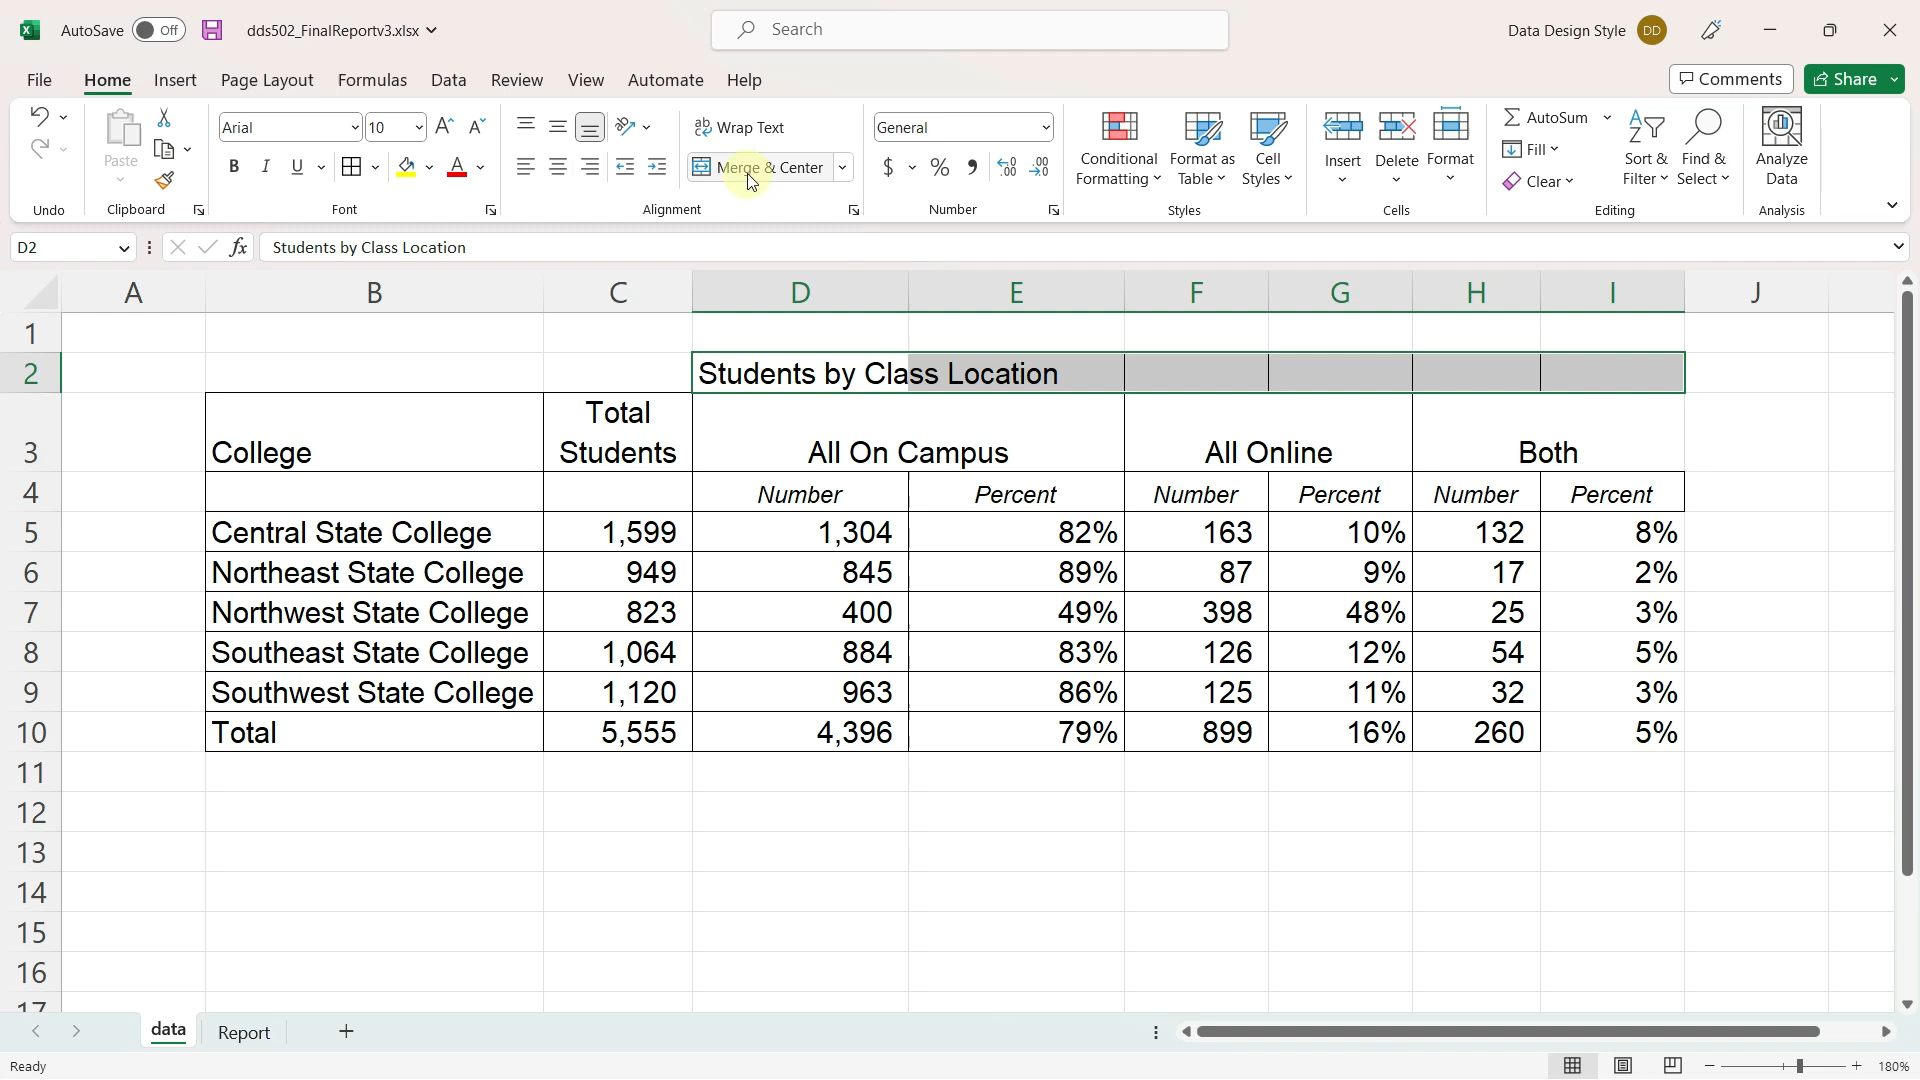 AutoSave Off dds502_FinalReportv3.xlsx Search Data Design Style DD
File Home Insert Page Layout Formulas Data Review View Automate Help Comments Share
Paste
Arial 10
B I U A
ab Wrap Text
Merge & Center
General
$ % 9 .00
Conditional Formatting
Format as Table
Cell Styles
Insert Delete Format
AutoSum
Fill
Clear
Sort & Filter
Find & Select
Analyze Data
Undo Clipboard Font Alignment Number Styles Cells Editing Analysis
D2 fx Students by Class Location
A B C D E F G H I J
1
2 Students by Class Location
3 College Total Students All On Campus All Online Both
4 Number Percent Number Percent Number Percent
5 Central State College 1,599 1,304 82% 163 10% 132 8%
6 Northeast State College 949 845 89% 87 9% 17 2%
7 Northwest State College 823 400 49% 398 48% 25 3%
8 Southeast State College 1,064 884 83% 126 12% 54 5%
9 Southwest State College 1,120 963 86% 125 11% 32 3%
10 Total 5,555 4,396 79% 899 16% 260 5%
11
12
13
14
15
16
17
data Report
Ready 180%